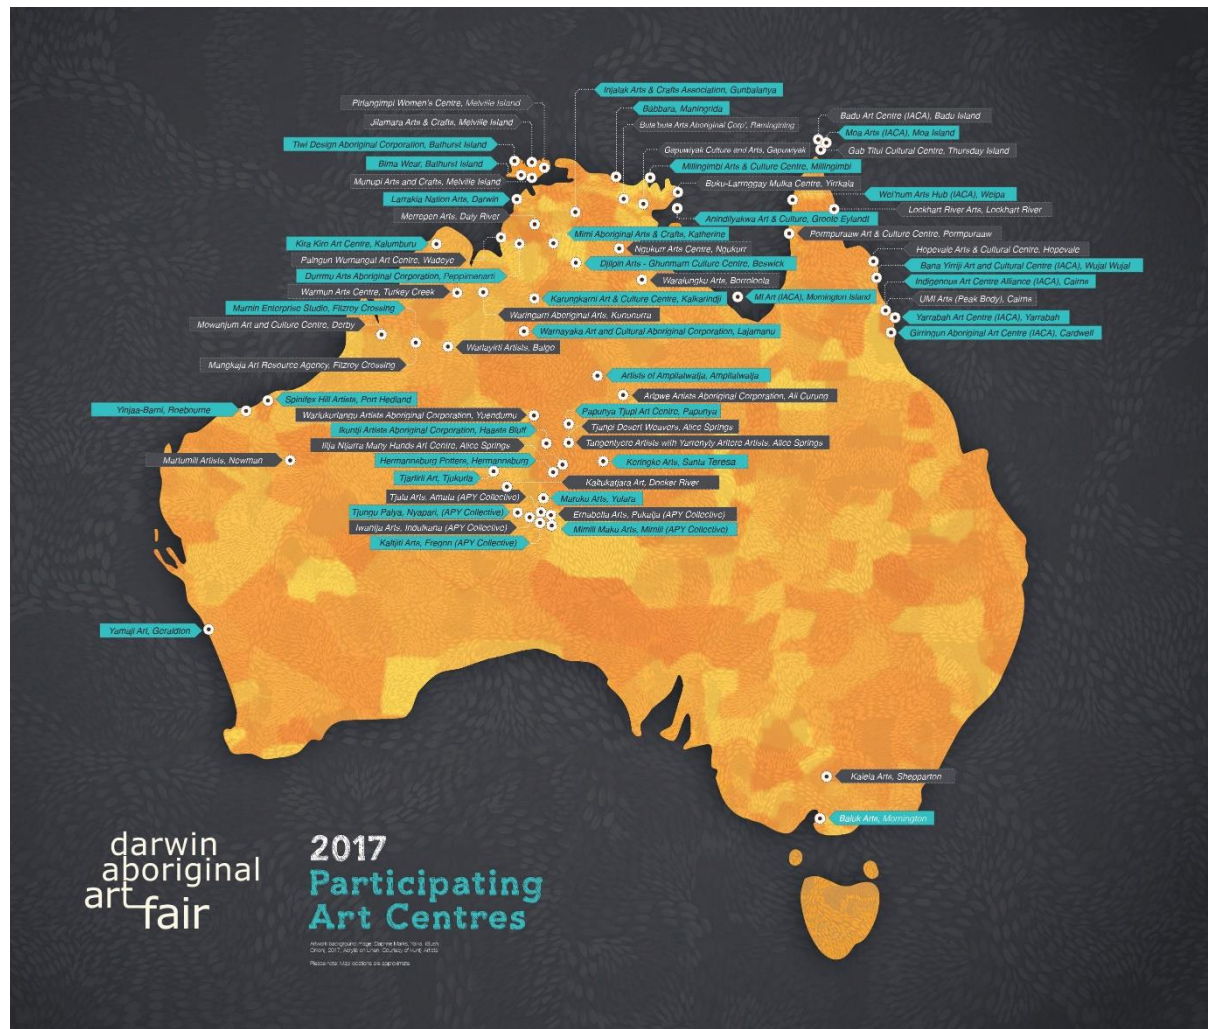 Injalak Arts & Crafts Association, Gunbalanya
Pirlangimpi Women's Centre, Melville Island
Babbara, Maningrida
Jilamara Arts & Crafts, Melville Island
Bula'bula Arts Aboriginal Corp', Ramingining
Badu Art Centre (IACA), Badu Island
Moa Arts (IACA), Moa Island
Tiwi Design Aboriginal Corporation, Bathurst Island
Gapuwiyak Culture and Arts, Gapuwiyak
Gab Titui Cultural Centre, Thursday Island
Bima Wear, Bathurst Island
Millingimbi Arts & Culture Centre, Millingimbi
Munupi Arts and Crafts, Melville Island
Buku-Larrnggay Mulka Centre, Yirrkala
Wei'num Arts Hub (IACA), Weipa
Larrakia Nation Arts, Darwin
Lockhart River Arts, Lockhart River
Merrepen Arts, Daly River
Anindilyakwa Art & Culture, Groote Eylandt
Mimi Aboriginal Arts & Crafts, Katherine
Pormpuraaw Art & Culture Centre, Pormpuraaw
Kira Kiro Art Centre, Kalumburu
Ngukurr Arts Centre, Ngukurr
Hopevale Arts & Cultural Centre, Hopevale
Palngun Wurnangat Art Centre, Wadeye
Djilpin Arts - Ghunmarn Culture Centre, Beswick
Bana Yirriji Art and Cultural Centre (IACA), Wujal Wujal
Durrmu Arts Aboriginal Corporation, Peppimenarti
Waralungku Arts, Borroloola
Indigenous Art Centre Alliance (IACA), Cairns
Warmun Arts Centre, Turkey Creek
Karungkarni Art & Culture Centre, Kalkarindji
MI Art (IACA), Mornington Island
UMI Arts (Peak Body), Cairns
Marnin Enterprise Studio, Fitzroy Crossing
Waringarri Aboriginal Arts, Kununurra
Yarrabah Art Centre (IACA), Yarrabah
Mowanjum Art and Culture Centre, Derby
Warnayaka Art and Cultural Aboriginal Corporation, Lajamanu
Girringun Aboriginal Art Centre (IACA), Cardwell
Warlayirti Artists, Balgo
Mangkaja Art Resource Agency, Fitzroy Crossing
Artists of Ampilatwatja, Ampilatwatja
Arlpwe Artists Aboriginal Corporation, Ali Curung
Spinifex Hill Artists, Port Hedland
Yinjaa-Barni, Roebourne
Warlukurlangu Artists Aboriginal Corporation, Yuendumu
Papunya Tjupi Art Centre, Papunya
Ikuntji Artists Aboriginal Corporation, Haasts Bluff
Tjanpi Desert Weavers, Alice Springs
Iltja Ntjarra Many Hands Art Centre, Alice Springs
Tangentyere Artists with Yarrenyty Arltere Artists, Alice Springs
Martumili Artists, Newman
Hermannsburg Potters, Hermannsburg
Keringke Arts, Santa Teresa
Tjarlirli Art, Tjukurla
Kaltukatjara Art, Docker River
Tjala Arts, Amata (APY Collective)
Maruku Arts, Yulara
Tjungu Palya, Nyapari, (APY Collective)
Ernabella Arts, Pukatja (APY Collective)
Iwantja Arts, Indulkana (APY Collective)
Mimili Maku Arts, Mimili (APY Collective)
Kaltjiti Arts, Fregon (APY Collective)
Yamaji Art, Geraldton
Kaiela Arts, Shepparton
Baluk Arts, Mornington
darwin
aboriginal
art fair
2017
Participating
Art Centres
Please note: Map locations are approximate.